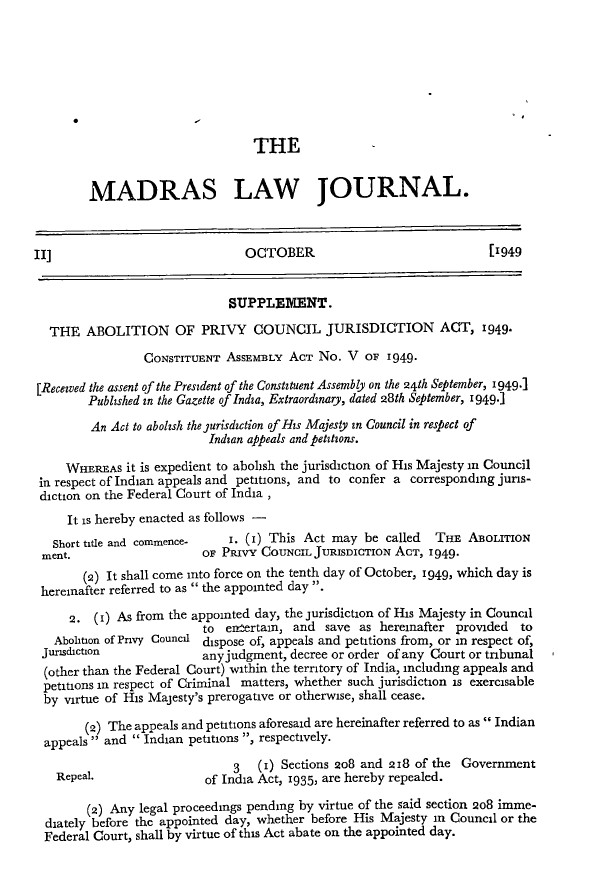 THE
MADRAS LAW JOURNAL.
II] OCTOBER [1949
SUPPLEMENT.
THE ABOLITION OF PRIVY COUNCIL JURISDICTION ACT, 1949.
CONSTITUENT ASSEMBLY ACT NO. V OF 1949.
[Received the assent of the President of the Constituent Assembly on the 24th September, 1949.]
Published in the Gazette of India, Extraordinary, dated 28th September, 1949.]
An Act to abolish the jurisdiction of His Majesty in Council in respect of
Indian appeals and petitions.
WHEREAS it is expedient to abolish the jurisdiction of His Majesty in Council
in respect of Indian appeals and petitions, and to confer a corresponding juris-
diction on the Federal Court of India ,
It is hereby enacted as follows —
Short title and commence-
ment.
1. (1) This Act may be called THE ABOLITION
OF PRIVY COUNCIL JURISDICTION ACT, 1949.
(2) It shall come into force on the tenth day of October, 1949, which day is
hereinafter referred to as “ the appointed day ”.
2. (1) As from the appointed day, the jurisdiction of His Majesty in Council
Abolition of Privy Council
Jurisdiction
to entertain, and save as hereinafter provided to
dispose of, appeals and petitions from, or in respect of,
any judgment, decree or order of any Court or tribunal
(other than the Federal Court) within the territory of India, including appeals and
petitions in respect of Criminal matters, whether such jurisdiction is exercisable
by virtue of His Majesty's prerogative or otherwise, shall cease.
(2) The appeals and petitions aforesaid are hereinafter referred to as “ Indian
appeals ” and “ Indian petitions ”, respectively.
Repeal.
3 (1) Sections 208 and 218 of the Government
of India Act, 1935, are hereby repealed.
(2) Any legal proceedings pending by virtue of the said section 208 imme-
diately before the appointed day, whether before His Majesty in Council or the
Federal Court, shall by virtue of this Act abate on the appointed day.